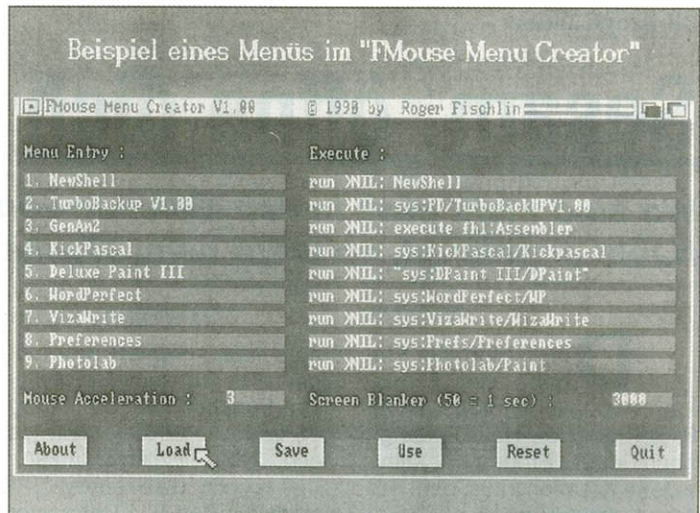 Beispiel eines Menüs im "FMouse Menu Creator"
FMouse Menu Creator V1.00 © 1990 by Roger Fischlin
Menu Entry : Execute :
1. NewShell run >NIL: NewShell
2. TurboBackup V1.00 run >NIL: sys:PD/TurboBackUPV1.00
3. GenAm2 run >NIL: execute fh1:Assembler
4. KickPascal run >NIL: sys:KickPascal/Kickpascal
5. Deluxe Paint III run >NIL: "sys:DPaint III/DPaint"
6. WordPerfect run >NIL: sys:WordPerfect/WP
7. VizaWrite run >NIL: sys:VizaWrite/WizaWrite
8. Preferences run >NIL: sys:Prefs/Preferences
9. Photolab run >NIL: sys:Photolab/Paint
Mouse Acceleration : 3 Screen Blanker (50 = 1 sec) : 3000
About Load Save Use Reset Quit